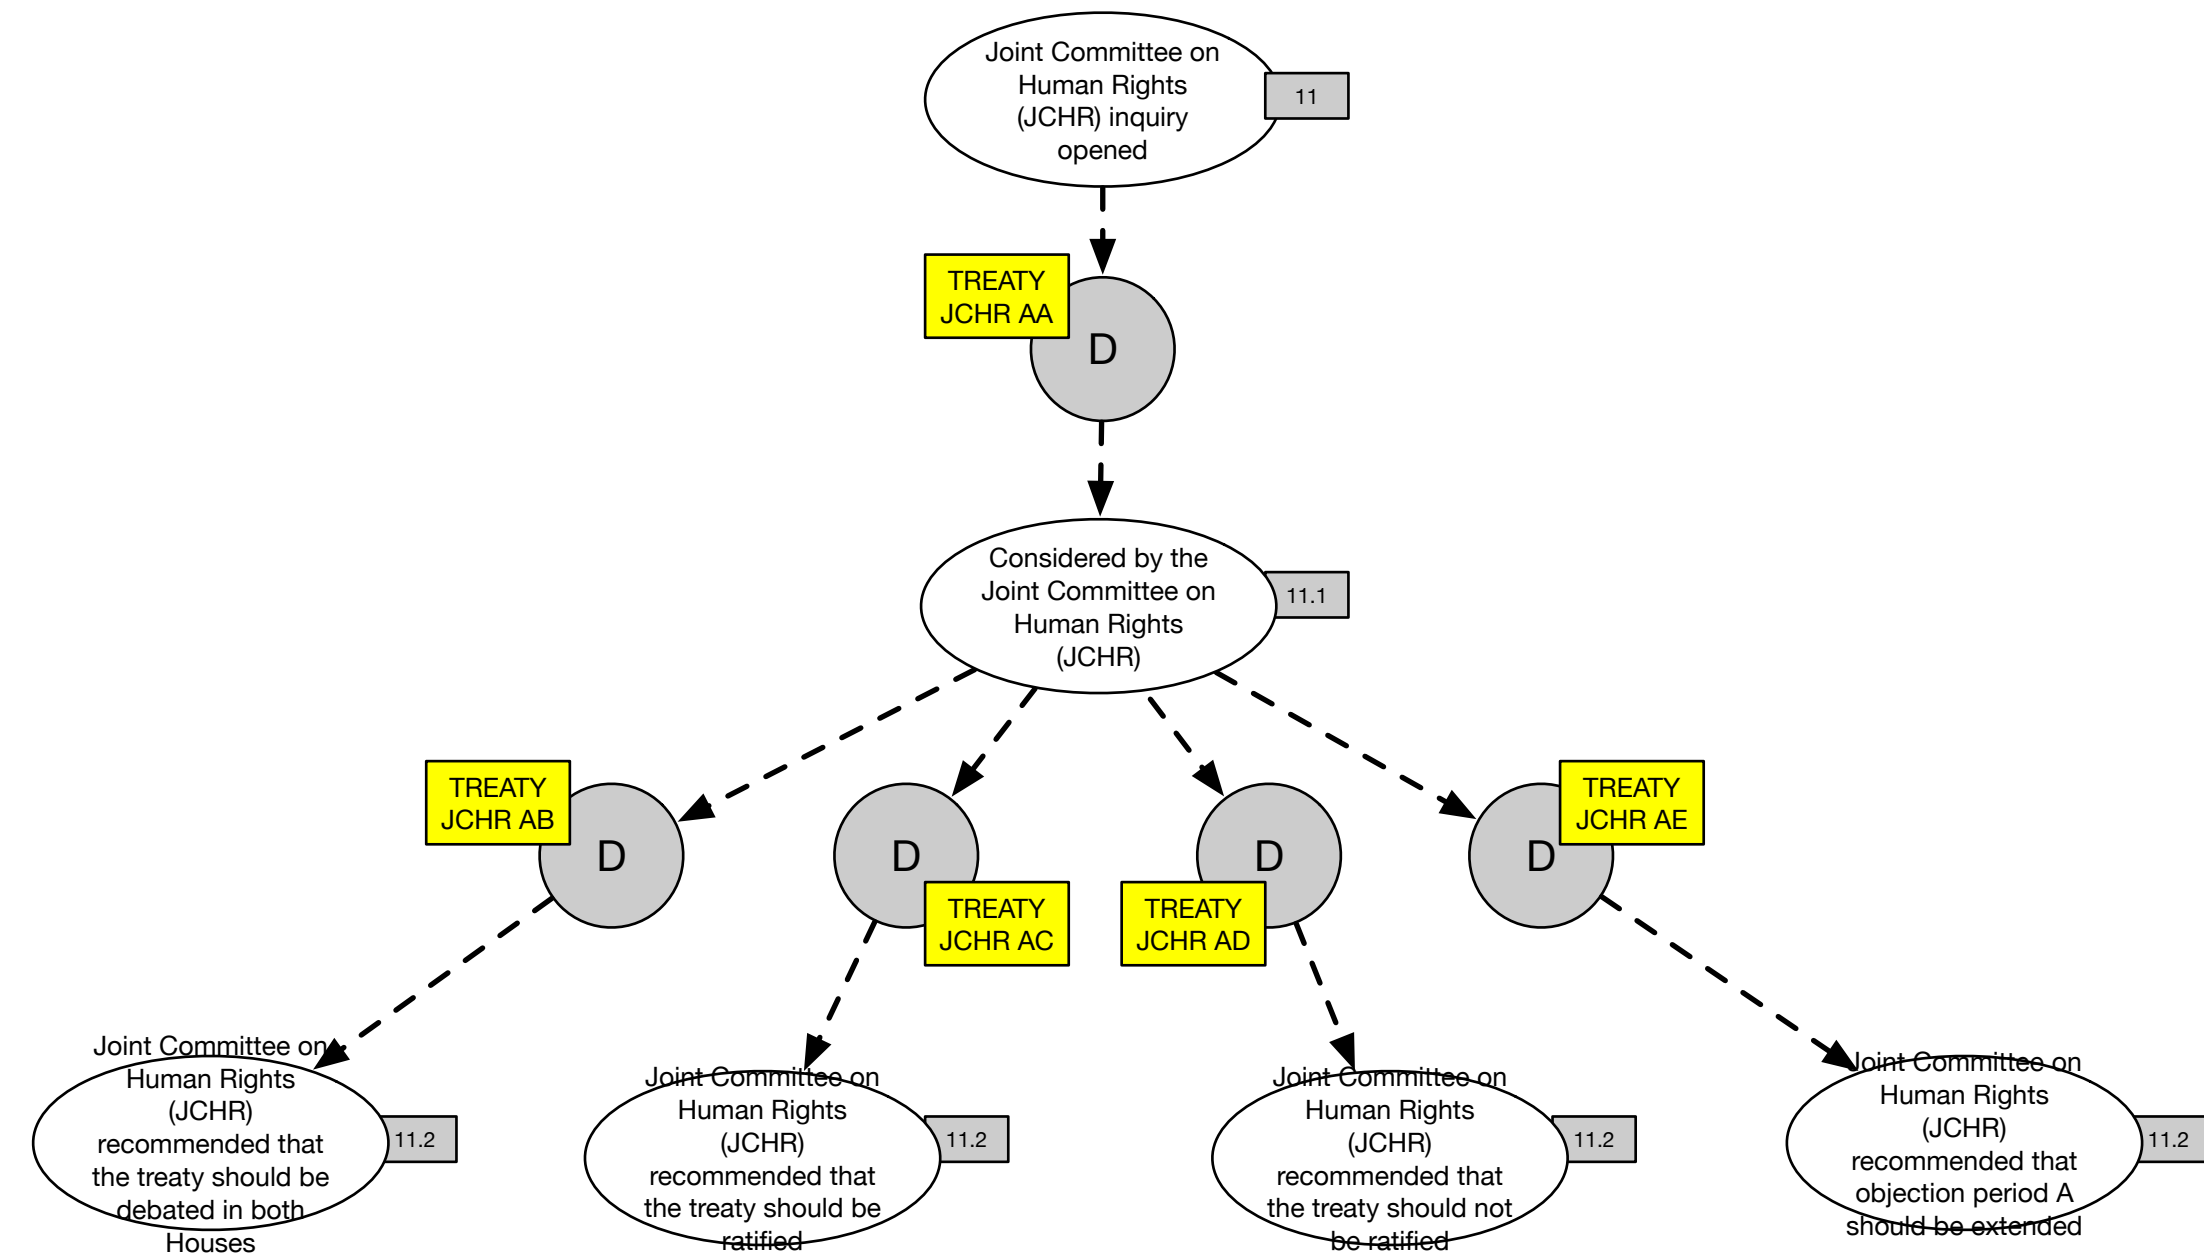 Joint Committee on
Human Rights
(JCHR) inquiry
opened
11
TREATY
JCHR AA
D
Considered by the
Joint Committee on
Human Rights
(JCHR)
11.1
TREATY
JCHR AB
D
D
TREATY
JCHR AC
D
TREATY
JCHR AD
D
TREATY
JCHR AE
Joint Committee on
Human Rights
(JCHR)
recommended that
the treaty should be
debated in both
Houses
11.2
Joint Committee on
Human Rights
(JCHR)
recommended that
the treaty should be
ratified
11.2
Joint Committee on
Human Rights
(JCHR)
recommended that
the treaty should not
be ratified
11.2
Joint Committee on
Human Rights
(JCHR)
recommended that
objection period A
should be extended
11.2